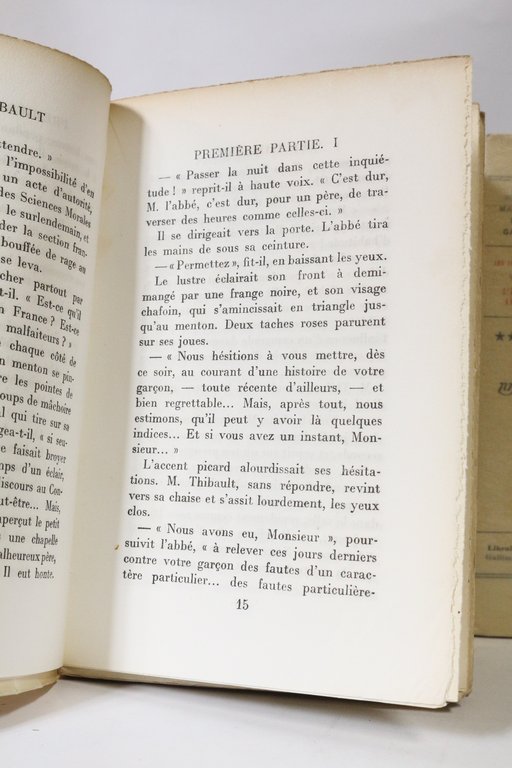 BAULT
ttendre. »
l'impossibilité d'en
un acte d'autorité,
des Sciences Morales
le surlendemain, et
der la section fran-
bouffée de rage au
se leva.
cher partout par
t-il. « Est-ce qu'il
n France ? Est-ce
malfaiteurs ? »
chaque côté de
n menton se pin-
re les pointes de
oups de mâchoire
al qui tire sur sa
gea-t-il, « si seu-
e faisait broyer
mps d'un éclair,
discours au Con-
ut-être... Mais,
perçut le petit
s une chapelle
alheureux père,
Il eut honte.
PREMIÈRE PARTIE. I
— « Passer la nuit dans cette inquié-
tude ! » reprit-il à haute voix. « C'est dur,
M. l'abbé, c'est dur, pour un père, de tra-
verser des heures comme celles-ci. »
Il se dirigeait vers la porte. L'abbé tira
les mains de sous sa ceinture.
— « Permettez », fit-il, en baissant les yeux.
Le lustre éclairait son front à demi-
mangé par une frange noire, et son visage
chafoin, qui s'amincissait en triangle jus-
qu'au menton. Deux taches roses parurent
sur ses joues.
— « Nous hésitions à vous mettre, dès
ce soir, au courant d'une histoire de votre
garçon, — toute récente d'ailleurs, — et
bien regrettable... Mais, après tout, nous
estimons, qu'il peut y avoir là quelques
indices... Et si vous avez un instant, Mon-
sieur... »
L'accent picard alourdissait ses hésita-
tions. M. Thibault, sans répondre, revint
vers sa chaise et s'assit lourdement, les yeux
clos.
— « Nous avons eu, Monsieur », pour-
suivit l'abbé, « à relever ces jours derniers
contre votre garçon des fautes d'un carac-
tère particulier... des fautes particulière-
15